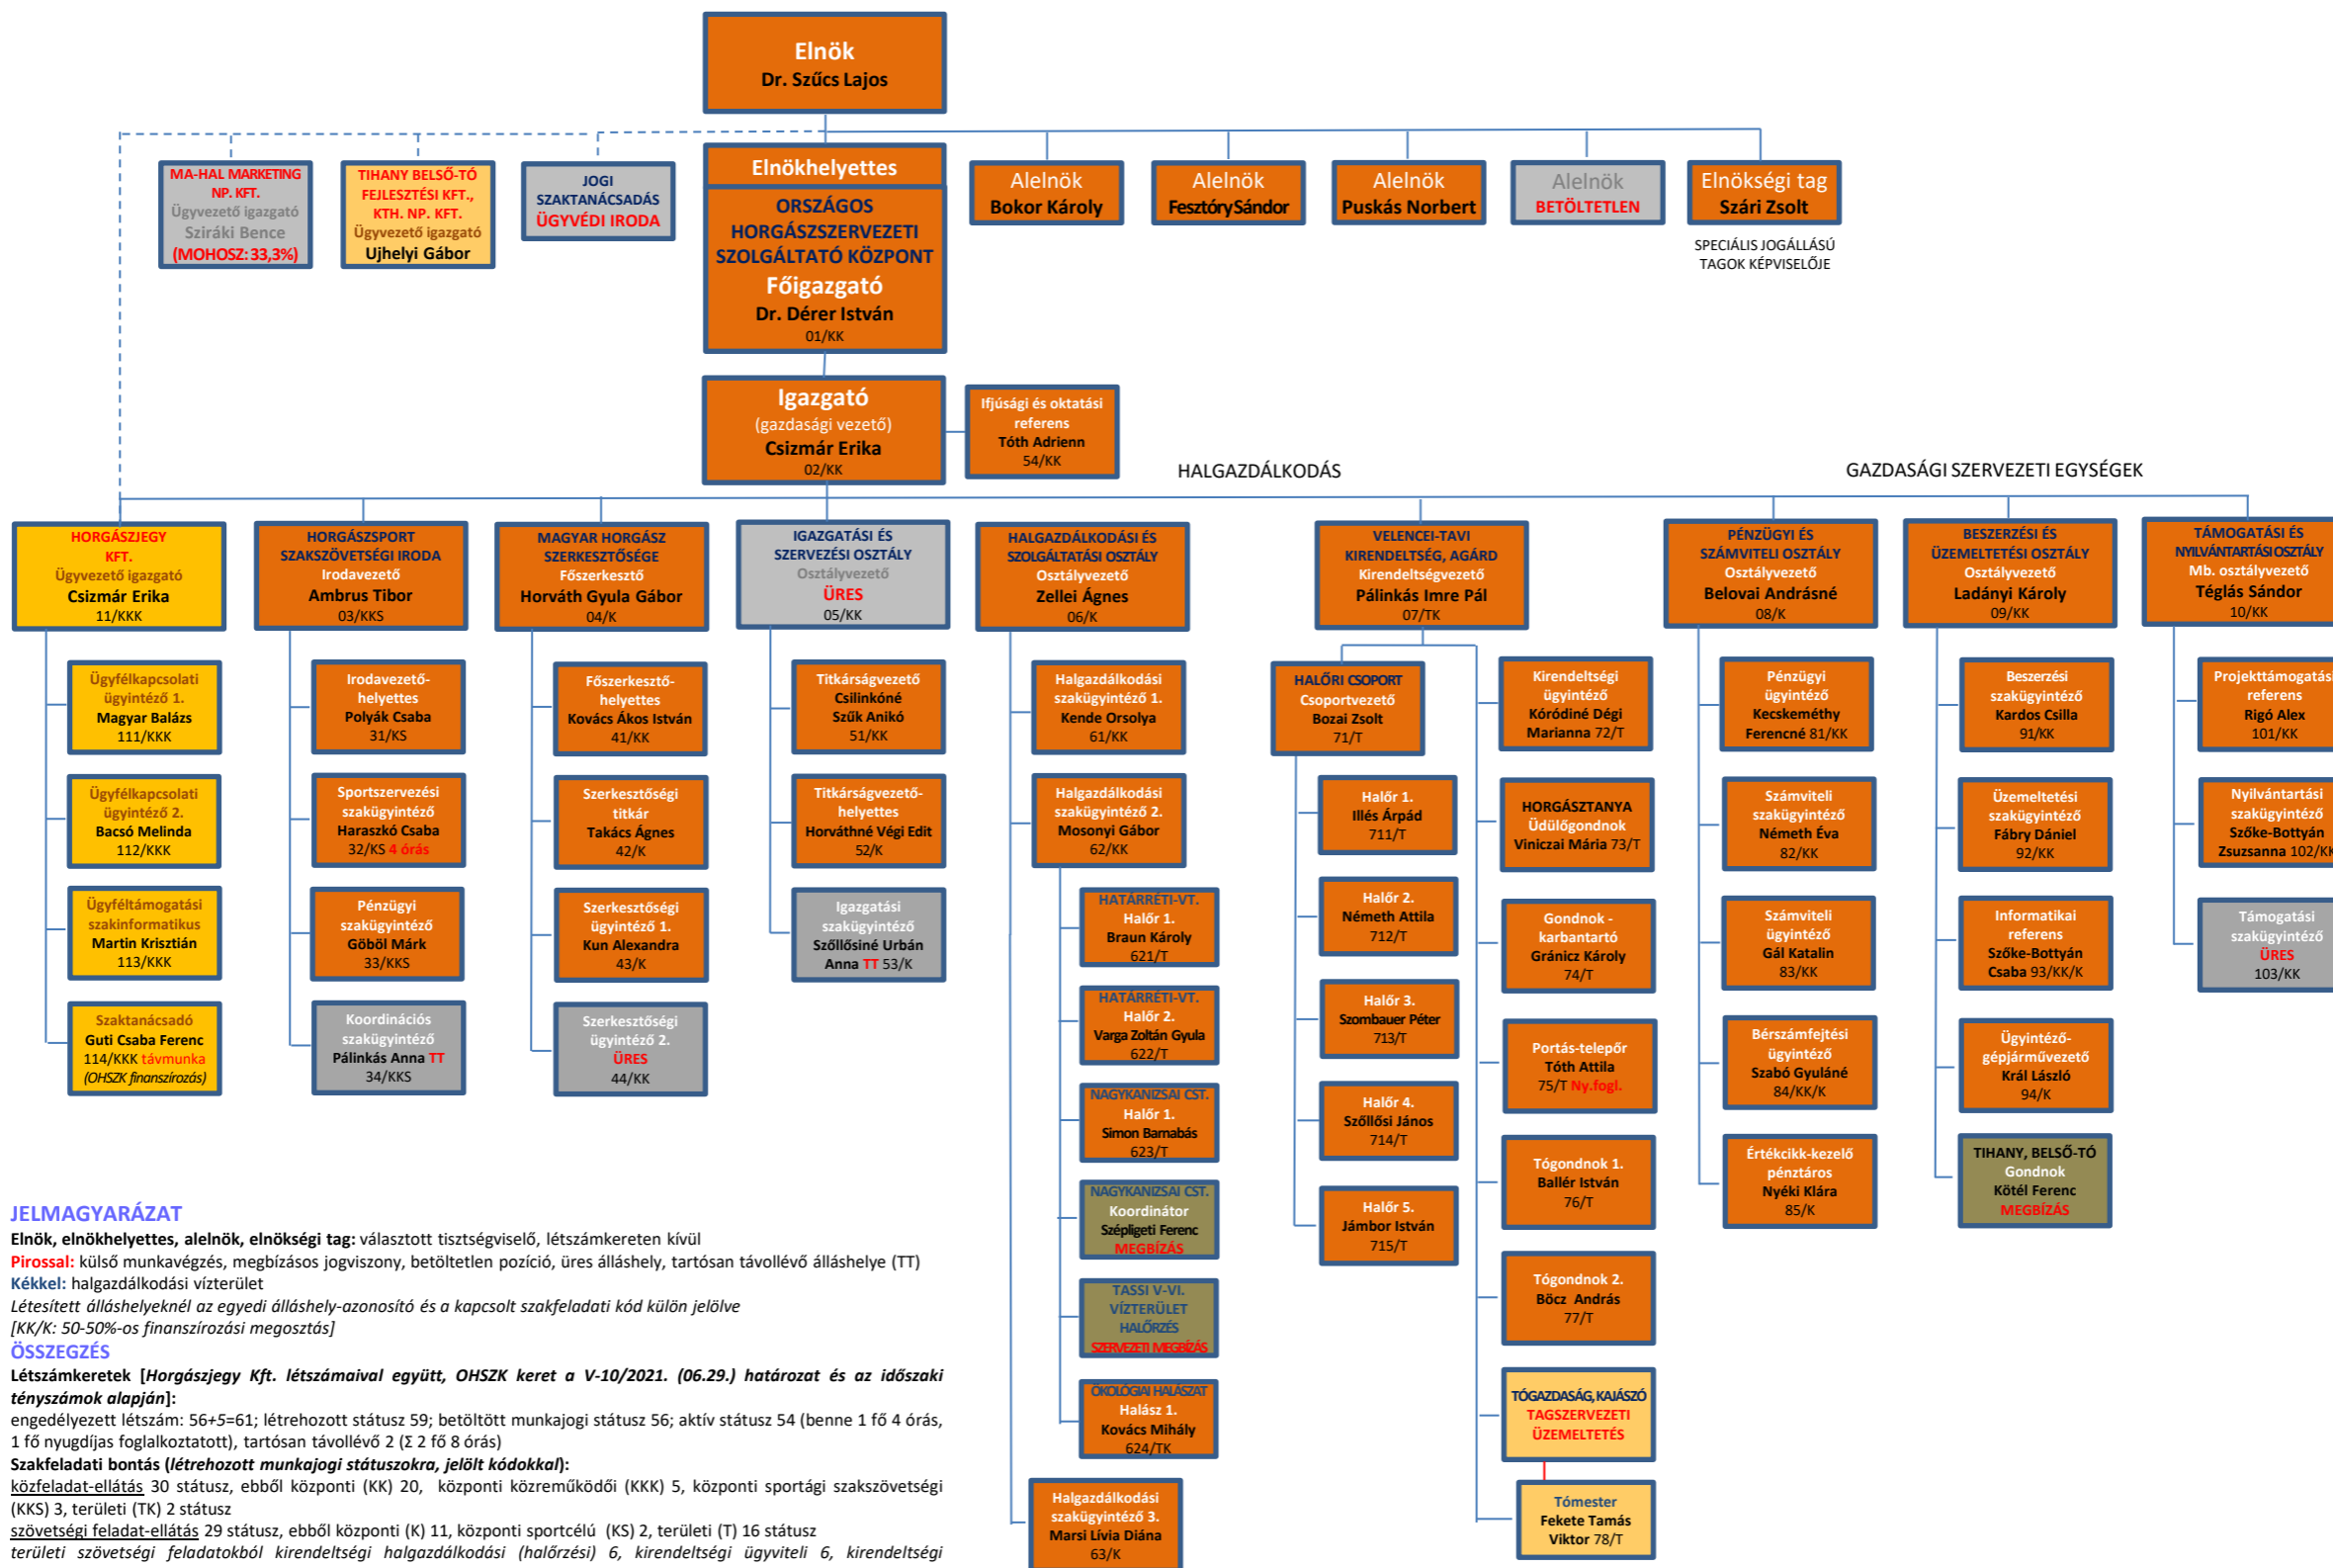 Elnök
Dr. Szűcs Lajos
MA-HAL MARKETING
NP. KFT.
Ügyvezető igazgató
Sziráki Bence
(MOHOSZ: 33,3%)
TIHANY BELSŐ-TÓ
FEJLESZTÉSI KFT.,
KTH. NP. KFT.
Ügyvezető igazgató
Ujhelyi Gábor
JOGI
SZAKTANÁCSADÁS
ÜGYVÉDI IRODA
Elnökhelyettes
ORSZÁGOS
HORGÁSZSZERVEZETI
SZOLGÁLTATÓ KÖZPONT
Főigazgató
Dr. Dérer István
01/KK
Alelnök
Bokor Károly
Alelnök
Fesztóry Sándor
Alelnök
Puskás Norbert
Alelnök
BETÖLTETLEN
Elnökségi tag
Szári Zsolt
SPECIÁLIS JOGÁLLÁSÚ
TAGOK KÉPVISELŐJE
Igazgató
(gazdasági vezető)
Csizmár Erika
02/KK
Ifjúsági és oktatási
referens
Tóth Adrienn
54/KK
HALGAZDÁLKODÁS
GAZDASÁGI SZERVEZETI EGYSÉGEK
HORGÁSZJEGY
KFT.
Ügyvezető igazgató
Csizmár Erika
11/KKK
Ügyfélkapcsolati
ügyintéző 1.
Magyar Balázs
111/KKK
Ügyfélkapcsolati
ügyintéző 2.
Bacsó Melinda
112/KKK
Ügyféltámogatási
szakinformatikus
Martin Krisztián
113/KKK
Szaktanácsadó
Guti Csaba Ferenc
114/KKK távmunka
(OHSZK finanszírozás)
HORGÁSZSPORT
SZAKSZÖVETSÉGI IRODA
Irodavezető
Ambrus Tibor
03/KKS
Irodavezető-
helyettes
Polyák Csaba
31/KS
Sportszervezési
szakügyintéző
Haraszkó Csaba
32/KS 4 órás
Pénzügyi
szakügyintéző
Göböl Márk
33/KKS
Koordinációs
szakügyintéző
Pálinkás Anna TT
34/KKS
MAGYAR HORGÁSZ
SZERKESZTŐSÉGE
Főszerkesztő
Horváth Gyula Gábor
04/K
Főszerkesztő-
helyettes
Kovács Ákos István
41/KK
Szerkesztőségi
titkár
Takács Ágnes
42/K
Szerkesztőségi
ügyintéző 1.
Kun Alexandra
43/K
Szerkesztőségi
ügyintéző 2.
ÜRES
44/KK
IGAZGATÁSI ÉS
SZERVEZÉSI OSZTÁLY
Osztályvezető
ÜRES
05/KK
Titkárságvezető
Csilinkóné
Szűk Anikó
51/KK
Titkárságvezető-
helyettes
Horváthné Végi Edit
52/K
Igazgatási
szakügyintéző
Szőllősiné Urbán
Anna TT 53/K
HALGAZDÁLKODÁSI ÉS
SZOLGÁLTATÁSI OSZTÁLY
Osztályvezető
Zellei Ágnes
06/K
Halgazdálkodási
szakügyintéző 1.
Kende Orsolya
61/KK
Halgazdálkodási
szakügyintéző 2.
Mosonyi Gábor
62/KK
HATÁRRÉTI-VT.
Halőr 1.
Braun Károly
621/T
HATÁRRÉTI-VT.
Halőr 2.
Varga Zoltán Gyula
622/T
NAGYKANIZSAI CST.
Halőr 1.
Simon Barnabás
623/T
NAGYKANIZSAI CST.
Koordinátor
Szépligeti Ferenc
MEGBÍZÁS
TASSI V-VI.
VÍZTERÜLET
HALŐRZÉS
SZERVEZETI MEGBÍZÁS
ÖKOLÓGIAI HALÁSZAT
Halász 1.
Kovács Mihály
624/TK
Halgazdálkodási
szakügyintéző 3.
Marsi Lívia Diána
63/K
VELENCEI-TAVI
KIRENDELTSÉG, AGÁRD
Kirendeltségvezető
Pálinkás Imre Pál
07/TK
HALŐRI CSOPORT
Csoportvezető
Bozai Zsolt
71/T
Halőr 1.
Illés Árpád
711/T
Halőr 2.
Németh Attila
712/T
Halőr 3.
Szombauer Péter
713/T
Halőr 4.
Szőllősi János
714/T
Halőr 5.
Jámbor István
715/T
Kirendeltségi
ügyintéző
Kóródiné Dégi
Marianna 72/T
HORGÁSZTANYA
Üdülőgondnok
Viniczai Mária 73/T
Gondnok -
karbantartó
Gránicz Károly
74/T
Portás-telepőr
Tóth Attila
75/T Ny.fogl.
Tógondnok 1.
Ballér István
76/T
Tógondnok 2.
Böcz András
77/T
TÓGAZDASÁG, KAJÁSZÓ
TAGSZERVEZETI
ÜZEMELTETÉS
Tómester
Fekete Tamás
Viktor 78/T
PÉNZÜGYI ÉS
SZÁMVITELI OSZTÁLY
Osztályvezető
Belovai Andrásné
08/K
Pénzügyi
ügyintéző
Kecskeméthy
Ferencné 81/KK
Számviteli
szakügyintéző
Németh Éva
82/KK
Számviteli
ügyintéző
Gál Katalin
83/KK
Bérszámfejtési
ügyintéző
Szabó Gyuláné
84/KK/K
Értékcikk-kezelő
pénztáros
Nyéki Klára
85/K
BESZERZÉSI ÉS
ÜZEMELTETÉSI OSZTÁLY
Osztályvezető
Ladányi Károly
09/KK
Beszerzési
szakügyintéző
Kardos Csilla
91/KK
Üzemeltetési
szakügyintéző
Fábry Dániel
92/KK
Informatikai
referens
Szőke-Bottyán
Csaba 93/KK/K
Ügyintéző-
gépjárművezető
Král László
94/K
TIHANY, BELSŐ-TÓ
Gondnok
Kötél Ferenc
MEGBÍZÁS
TÁMOGATÁSI ÉS
NYILVÁNTARTÁSI OSZTÁLY
Mb. osztályvezető
Téglás Sándor
10/KK
Projekttámogatási
referens
Rigó Alex
101/KK
Nyilvántartási
szakügyintéző
Szőke-Bottyán
Zsuzsanna 102/KK
Támogatási
szakügyintéző
ÜRES
103/KK
JELMAGYARÁZAT
Elnök, elnökhelyettes, alelnök, elnökségi tag: választott tisztségviselő, létszámkereten kívül
Pirossal: külső munkavégzés, megbízásos jogviszony, betöltetlen pozíció, üres álláshely, tartósan távollévő álláshelye (TT)
Kékkel: halgazdálkodási vízterület
Létesített álláshelyeknél az egyedi álláshely-azonosító és a kapcsolt szakfeladati kód külön jelölve
[KK/K: 50-50%-os finanszírozási megosztás]
ÖSSZEGZÉS
Létszámkeretek [Horgászjegy Kft. létszámaival együtt, OHSZK keret a V-10/2021. (06.29.) határozat és az időszaki
tényszámok alapján]:
engedélyezett létszám: 56+5=61; létrehozott státusz 59; betöltött munkajogi státusz 56; aktív státusz 54 (benne 1 fő 4 órás,
1 fő nyugdíjas foglalkoztatott), tartósan távollévő 2 (Σ 2 fő 8 órás)
Szakfeladati bontás (létrehozott munkajogi státuszokra, jelölt kódokkal):
közfeladat-ellátás 30 státusz, ebből központi (KK) 20, központi közreműködői (KKK) 5, központi sportági szakszövetségi
(KKS) 3, területi (TK) 2 státusz
szövetségi feladat-ellátás 29 státusz, ebből központi (K) 11, központi sportcélú (KS) 2, területi (T) 16 státusz
területi szövetségi feladatokból kirendeltségi halgazdálkodási (halőrzési) 6, kirendeltségi ügyviteli 6, kirendeltségi